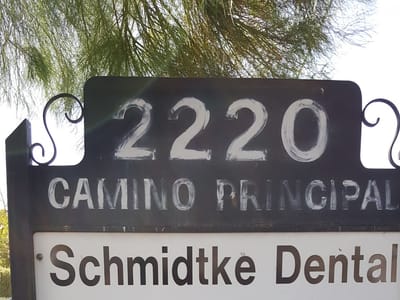 2220
CAMINO PRINCIPAL
Schmidtke Dental